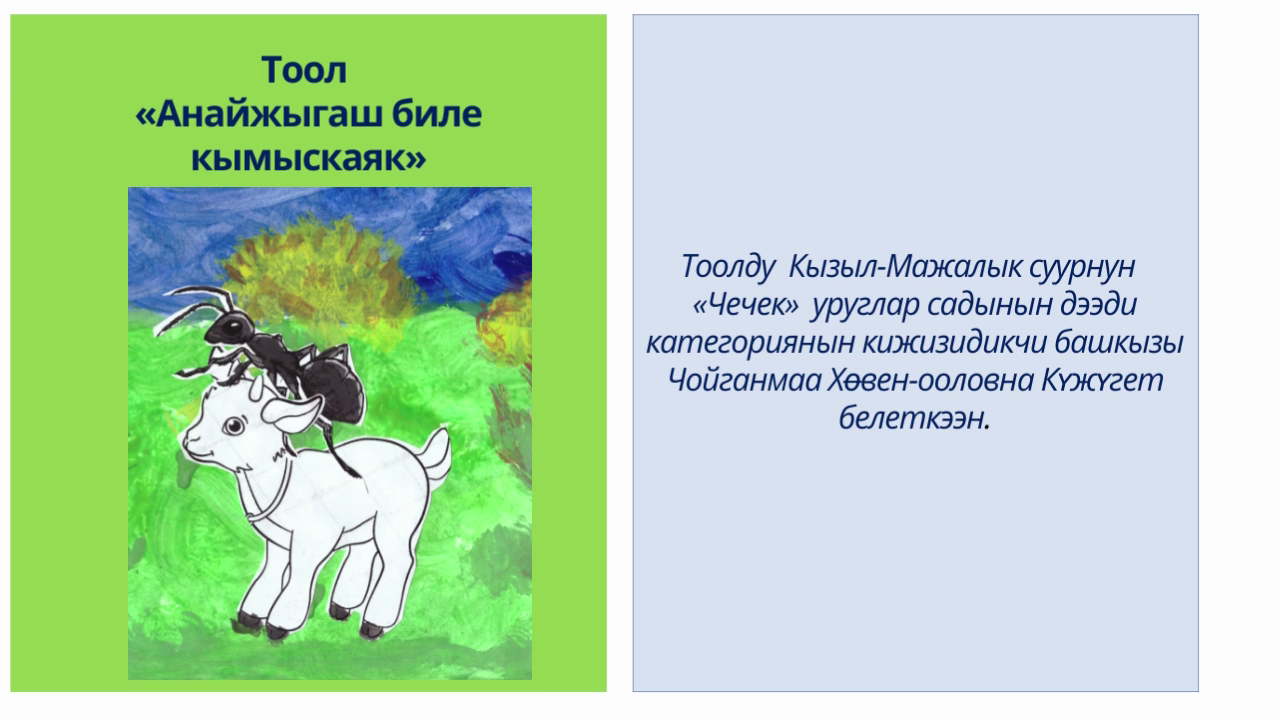 Тоол
«Анайжыгаш биле
кымыскаяк»
Тоолду Кызыл-Мажалык суурнун
«Чечек» уруглар садынын дээди
категориянын кижизидикчи башкызы
Чойганмаа Хөвен-ооловна Күжүгет
белеткээн.